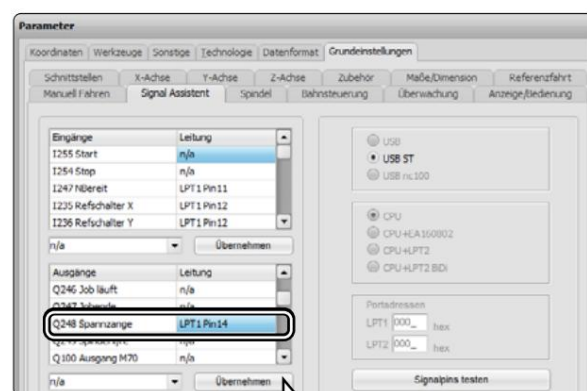 Parameter
Koordinaten Werkzeuge Sonstige Technologie Datenformat Grundeinstellungen
Schnittstellen X-Achse Y-Achse Z-Achse Zubehör Maße/Dimension Referenzfahrt
Manuell Fahren Signal Assistent Spindel Bahnsteuerung Überwachung Anzeige/Bedienung
Eingänge Leitung
I255 Start n/a
I254 Stop n/a
I247 NBereit LPT1 Pin11
I235 Refschalter X LPT1 Pin12
I236 Refschalter Y LPT1 Pin12
n/a Übernehmen
Ausgänge Leitung
Q246 Job läuft n/a
Q247 Jobende n/a
Q248 Spannzange LPT1 Pin14
n/a
Q100 Ausgang M70 n/a
n/a Übernehmen
USB
USB ST
USB nc100
CPU
CPU+EA160802
CPU+LPT2
CPU+LPT2 BiDi
Portadressen
LPT1 000_ hex
LPT2 000_ hex
Signalpins testen